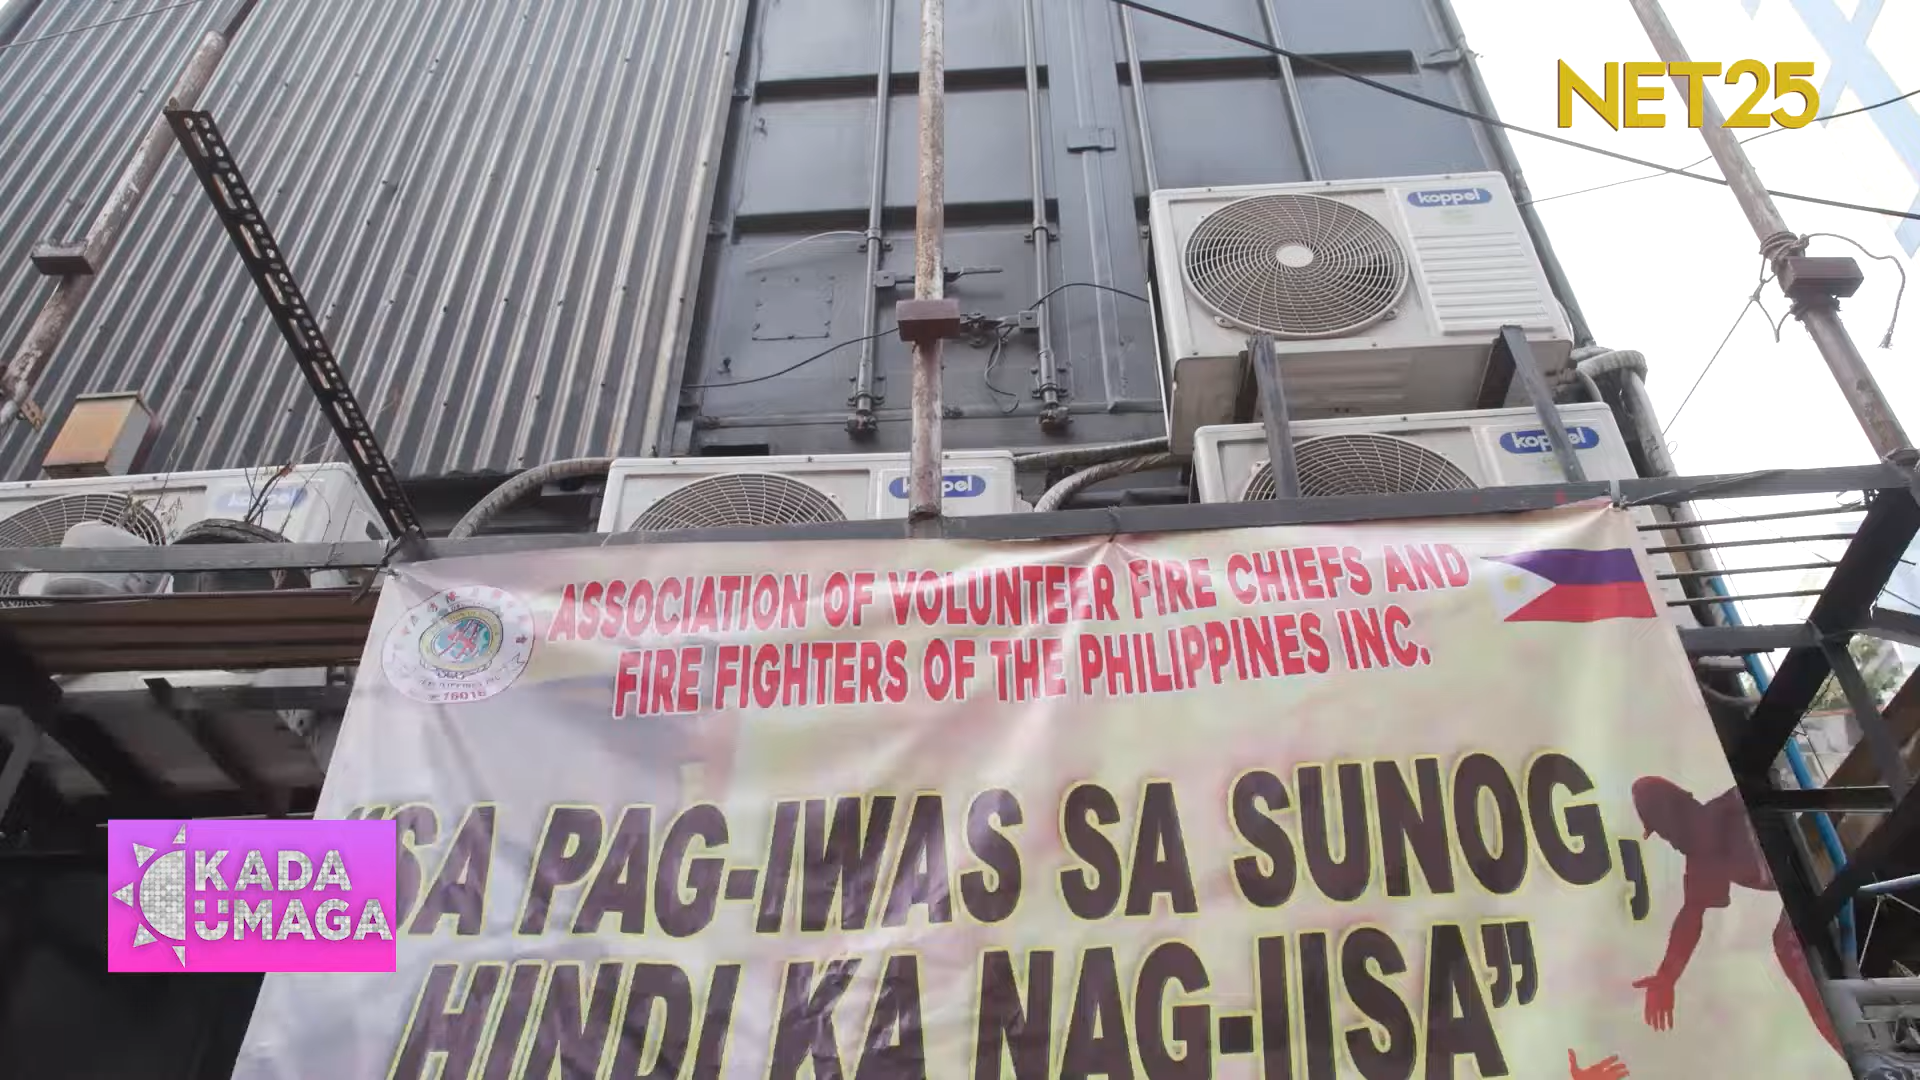 NET25
koppel
koppel
koppel
koppel
ASSOCIATION OF VOLUNTEER FIRE CHIEFS AND
FIRE FIGHTERS OF THE PHILIPPINES INC.
"SA PAG-IWAS SA SUNOG,
HINDI KA NAG-IISA"
KADA
UMAGA